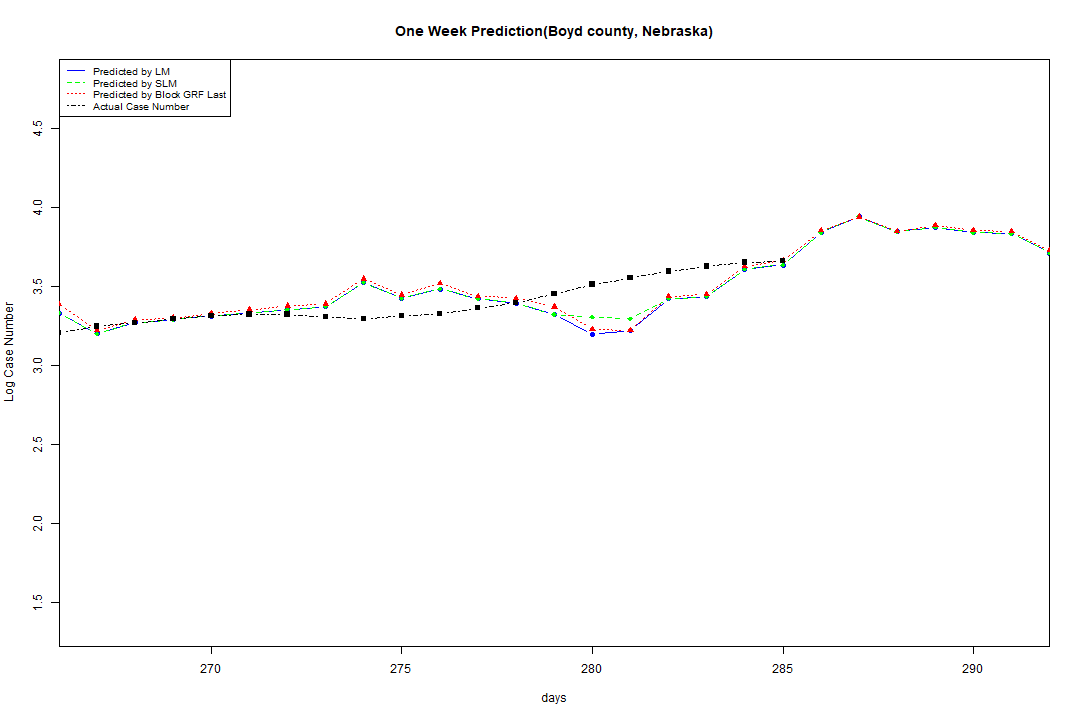 One Week Prediction(Boyd county, Nebraska)
Predicted by LM
Predicted by SLM
Predicted by Block GRF Last
Actual Case Number
Log Case Number
4.5
4.0
3.5
3.0
2.5
2.0
1.5
270 275 280 285 290
days